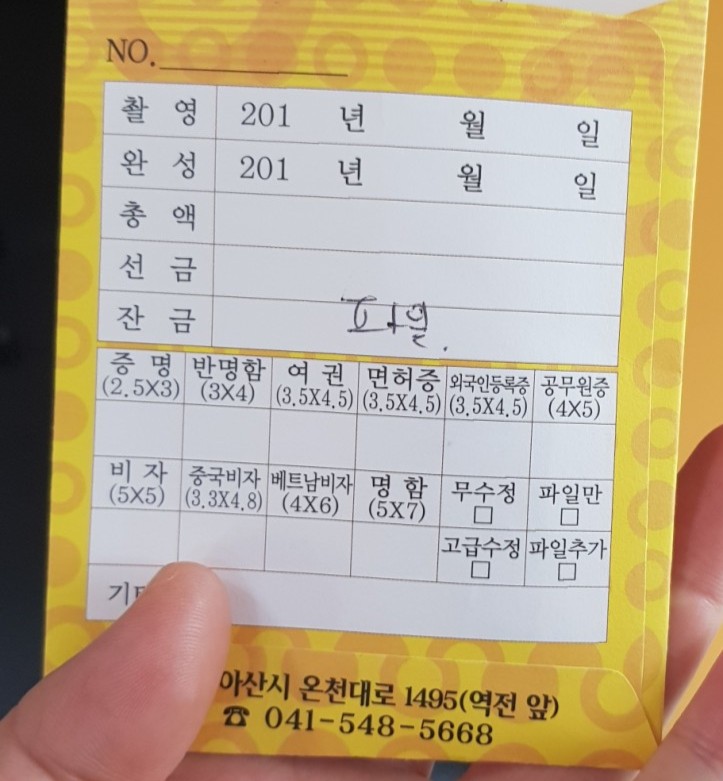 NO.
촬 영 201 년 월 일
완 성 201 년 월 일
총 액
선 금
잔 금 파일.
증 명 반명함 여 권 면허증 외국인등록증 공무원증
(2.5X3) (3X4) (3.5X4.5) (3.5X4.5) (3.5X4.5) (4X5)
비 자 중국비자 베트남비자 명 함 무수정 파일만
(5X5) (3.3X4.8) (4X6) (5X7) □ □
고급수정 파일추가
□ □
아산시 온천대로 1495(역전 앞)
☎ 041-548-5668